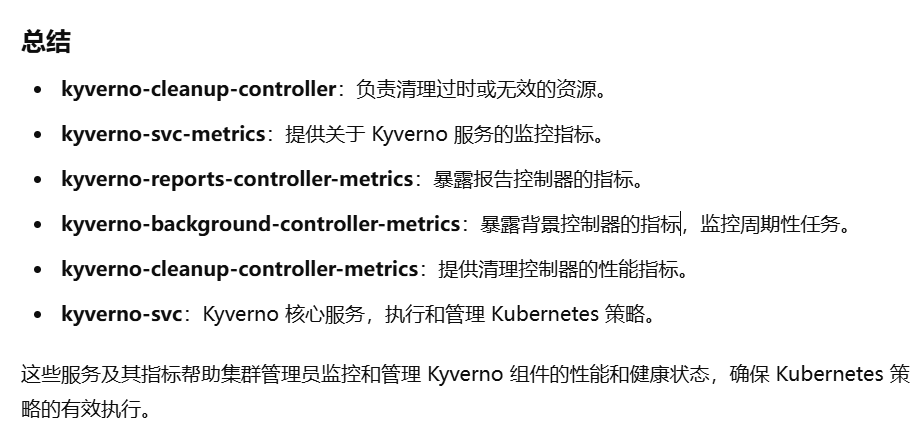 总结
kyverno-cleanup-controller：负责清理过时或无效的资源。
kyverno-svc-metrics：提供关于 Kyverno 服务的监控指标。
kyverno-reports-controller-metrics：暴露报告控制器的指标。
kyverno-background-controller-metrics：暴露背景控制器的指标，监控周期性任务。
kyverno-cleanup-controller-metrics：提供清理控制器的性能指标。
kyverno-svc：Kyverno 核心服务，执行和管理 Kubernetes 策略。
这些服务及其指标帮助集群管理员监控和管理 Kyverno 组件的性能和健康状态，确保 Kubernetes 策
略的有效执行。